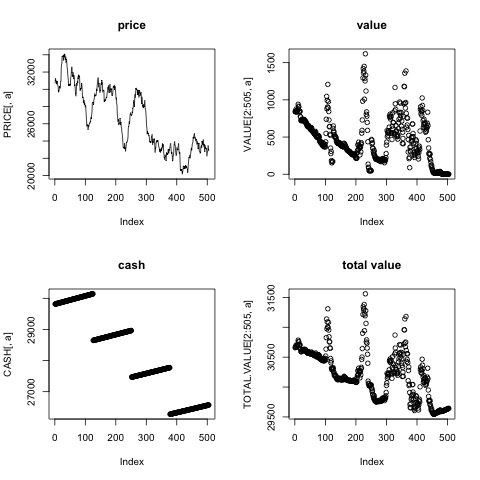 price
PRICE[, a]
20000 26000 32000
0 100 200 300 400 500
Index
value
VALUE[2:505, a]
0 500 1000 1500
0 100 200 300 400 500
Index
cash
CASH[, a]
27000 29000
0 100 200 300 400 500
Index
total value
TOTAL.VALUE[2:505, a]
29500 30500 31500
0 100 200 300 400 500
Index